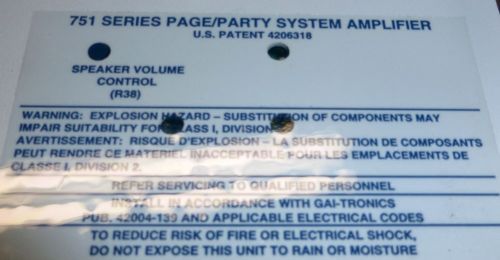 751 SERIES PAGE/PARTY SYSTEM AMPLIFIER
U.S. PATENT 4206318
SPEAKER VOLUME
CONTROL
(R38)
WARNING: EXPLOSION HAZARD – SUBSTITUTION OF COMPONENTS MAY
IMPAIR SUITABILITY FOR CLASS I, DIVISION
AVERTISSEMENT: RISQUE D'EXPLOSION – LA SUBSTITUTION DE COMPOSANTS
PEUT RENDRE CE MATERIEL INACCEPTABLE POUR LES EMPLACEMENTS DE
CLASSE I, DIVISION 2.
REFER SERVICING TO QUALIFIED PERSONNEL
INSTALL IN ACCORDANCE WITH GAI-TRONICS
PUB. 42004-139 AND APPLICABLE ELECTRICAL CODES
TO REDUCE RISK OF FIRE OR ELECTRICAL SHOCK,
DO NOT EXPOSE THIS UNIT TO RAIN OR MOISTURE